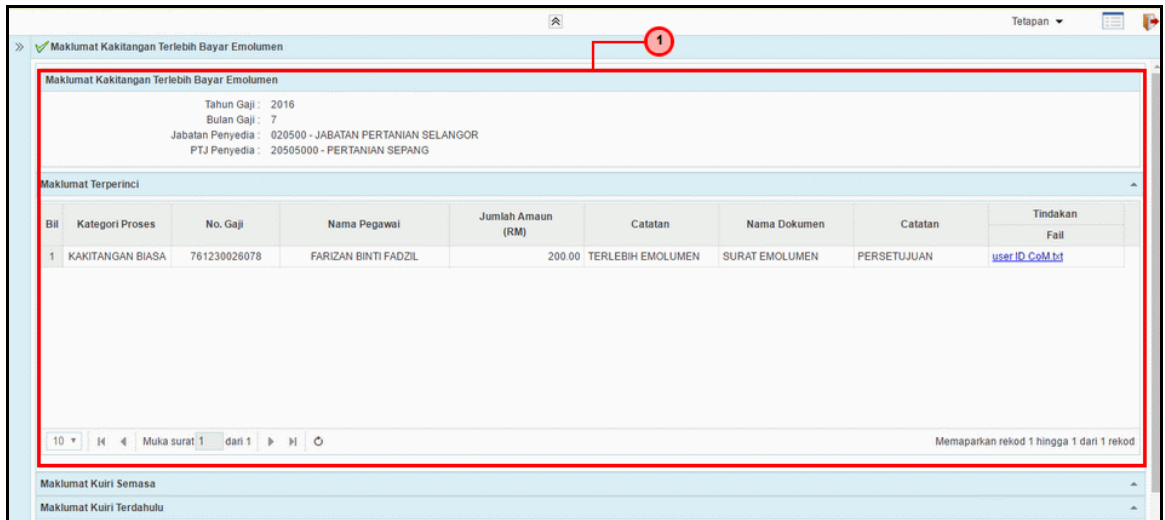 Tetapan
1
Maklumat Kakitangan Terlebih Bayar Emolumen
Maklumat Kakitangan Terlebih Bayar Emolumen
Tahun Gaji : 2016
Bulan Gaji : 7
Jabatan Penyedia : 020500 - JABATAN PERTANIAN SELANGOR
PTJ Penyedia : 20505000 - PERTANIAN SEPANG
Maklumat Terperinci
Bil Kategori Proses No. Gaji Nama Pegawai Jumlah Amaun (RM) Catatan Nama Dokumen Catatan Tindakan
Fail
1 KAKITANGAN BIASA 761230026078 FARIZAN BINTI FADZIL 200.00 TERLEBIH EMOLUMEN SURAT EMOLUMEN PERSETUJUAN user ID CoM.txt
10 Muka surat 1 dari 1 Memaparkan rekod 1 hingga 1 dari 1 rekod
Maklumat Kuiri Semasa
Maklumat Kuiri Terdahulu